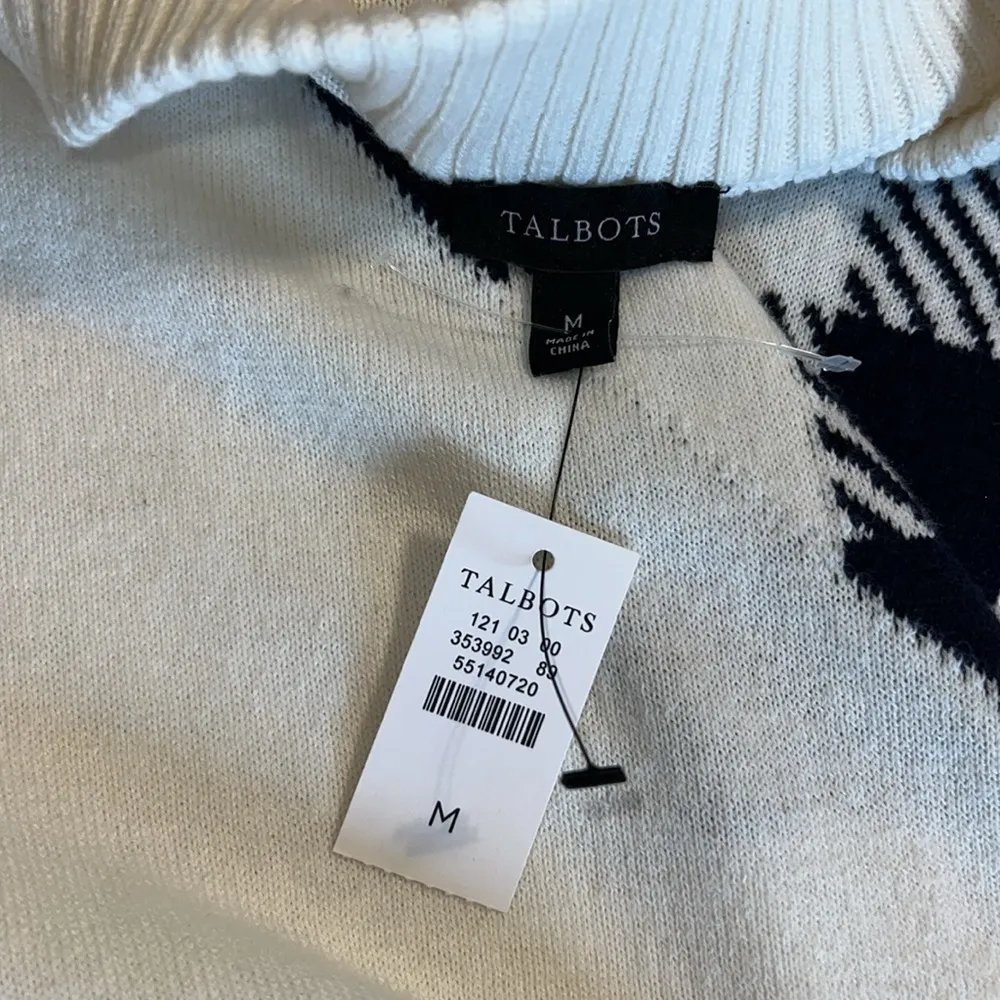 TALBOTS
M
MADE IN
CHINA
TALBOTS
121 03 00
353992 89
55140720
M